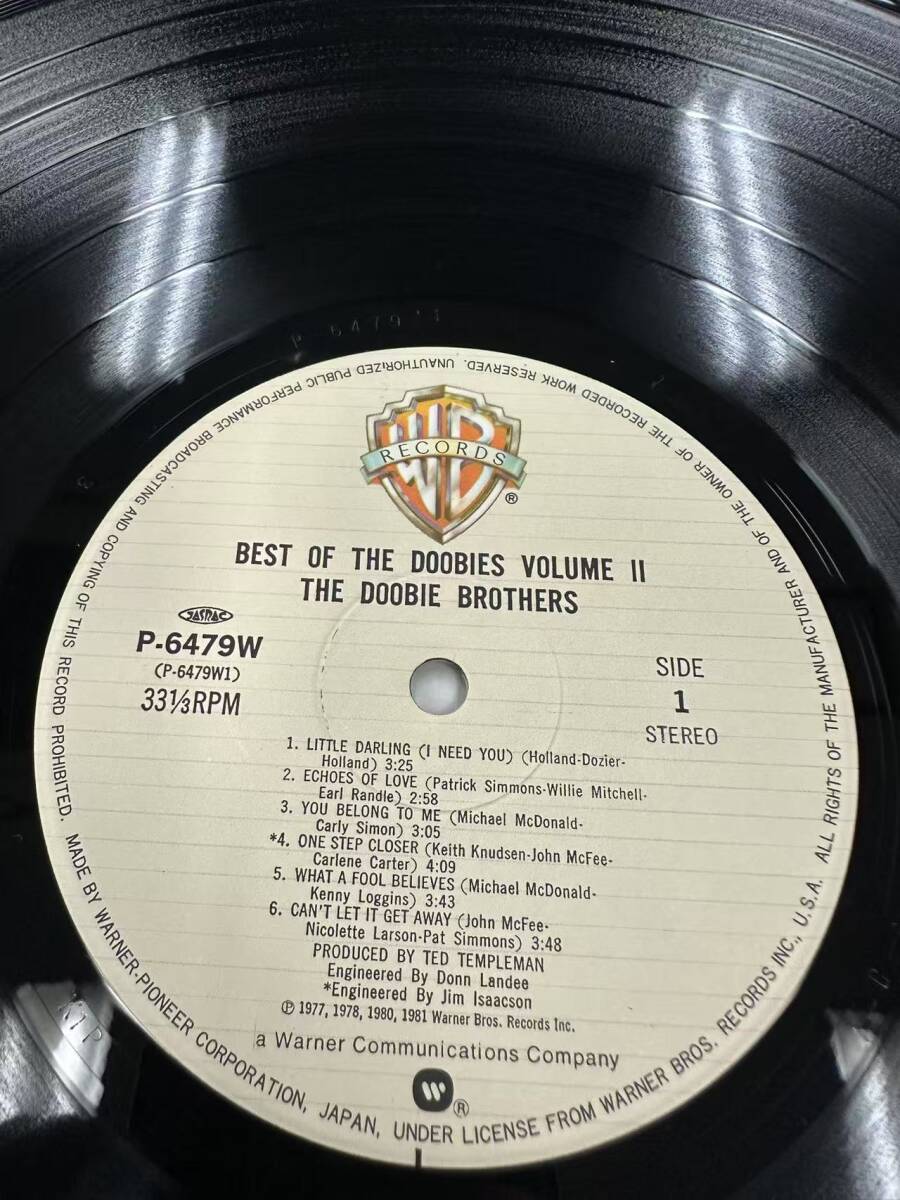 P-6479'1
WB
RECORDS
®
BEST OF THE DOOBIES VOLUME II
THE DOOBIE BROTHERS
JASRAC
P-6479W
(P-6479W1)
33⅓RPM
SIDE
1
STEREO
1. LITTLE DARLING (I NEED YOU) (Holland-Dozier-
Holland) 3:25
2. ECHOES OF LOVE (Patrick Simmons-Willie Mitchell-
Earl Randle) 2:58
3. YOU BELONG TO ME (Michael McDonald-
Carly Simon) 3:05
*4. ONE STEP CLOSER (Keith Knudsen-John McFee-
Carlene Carter) 4:09
5. WHAT A FOOL BELIEVES (Michael McDonald-
Kenny Loggins) 3:43
6. CAN'T LET IT GET AWAY (John McFee-
Nicolette Larson-Pat Simmons) 3:48
PRODUCED BY TED TEMPLEMAN
Engineered By Donn Landee
*Engineered By Jim Isaacson
℗ 1977, 1978, 1980, 1981 Warner Bros. Records Inc.
a Warner Communications Company
®
MADE BY WARNER-PIONEER CORPORATION, JAPAN, UNDER LICENSE FROM WARNER BROS. RECORDS INC., U.S.A. ALL RIGHTS OF THE MANUFACTURER AND OF THE OWNER OF THE RECORDED WORK RESERVED. UNAUTHORIZED PUBLIC PERFORMANCE BROADCASTING AND COPYING OF THIS RECORD PROHIBITED.